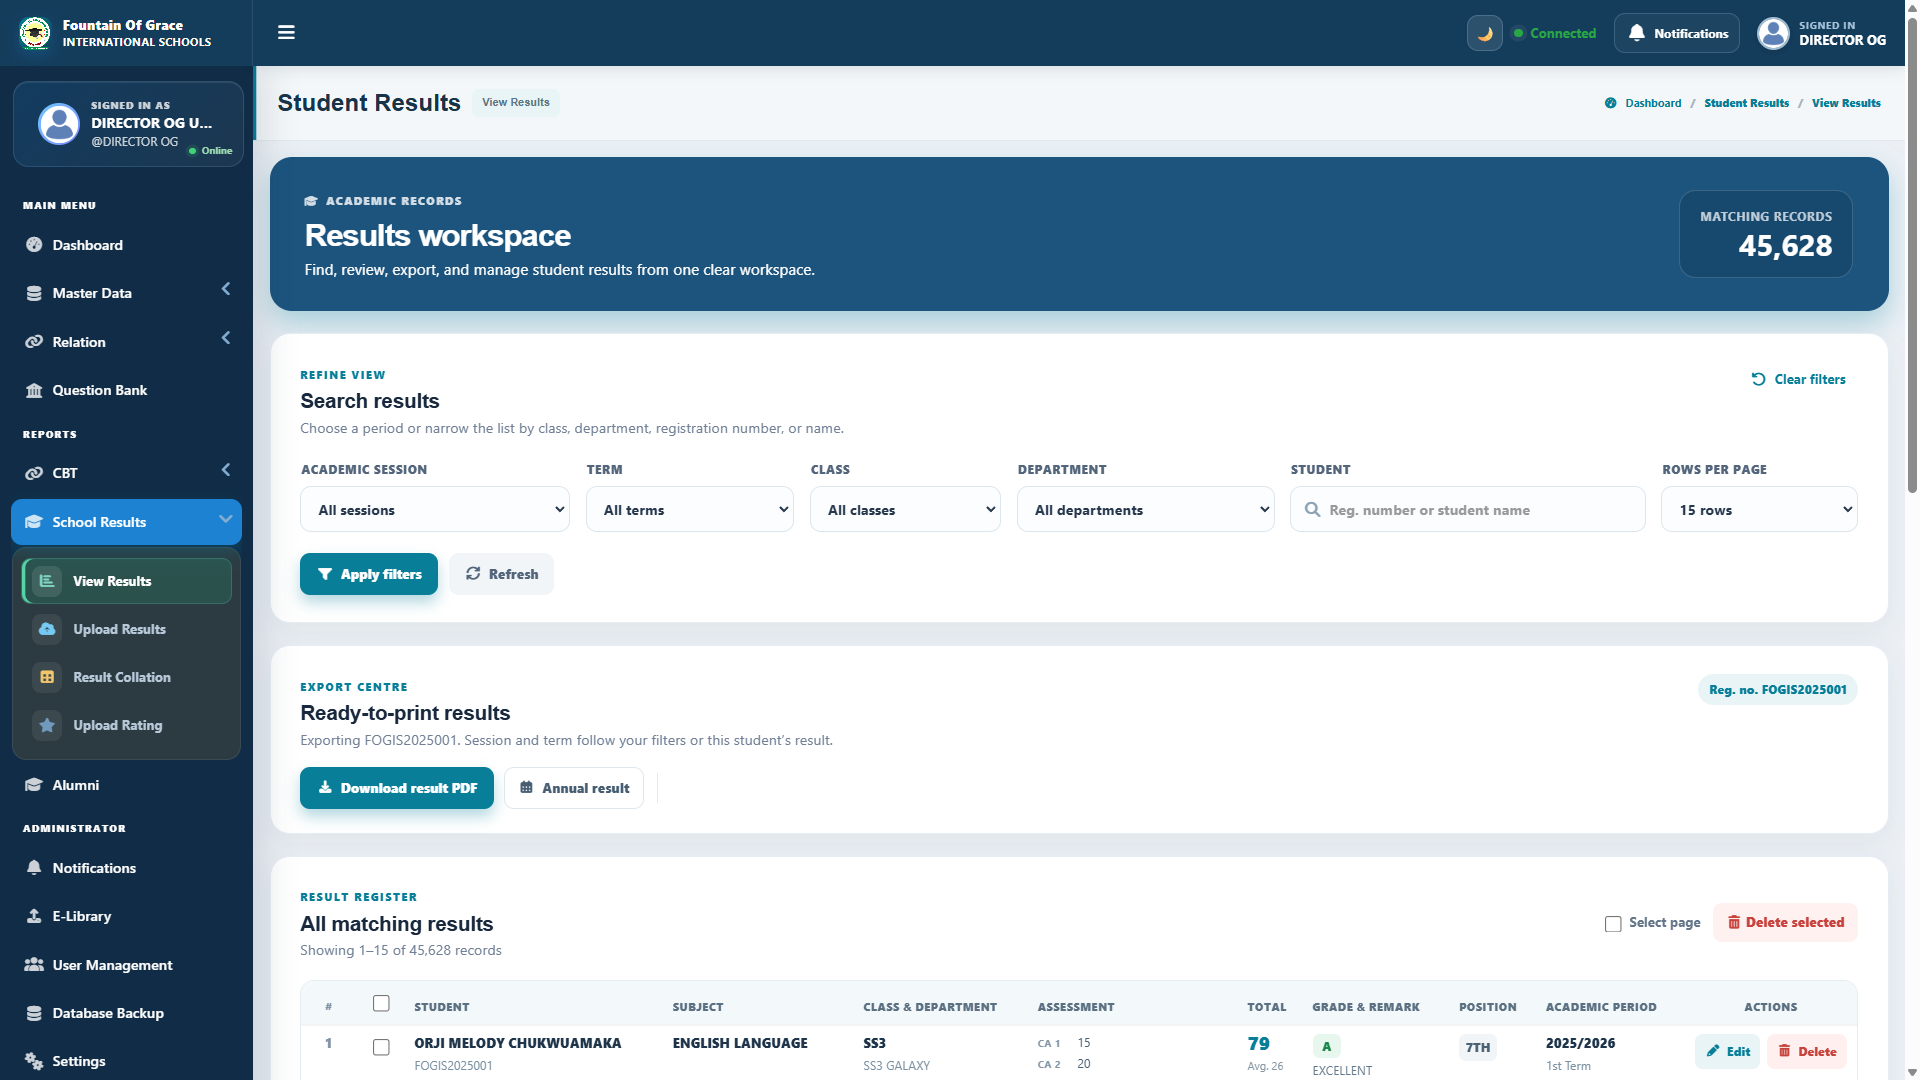 Fountain Of Grace
INTERNATIONAL SCHOOLS
Connected
Notifications
SIGNED IN
DIRECTOR OG
SIGNED IN AS
DIRECTOR OG U...
@DIRECTOR OG
Online
MAIN MENU
Dashboard
Master Data
Relation
Question Bank
REPORTS
CBT
School Results
View Results
Upload Results
Result Collation
Upload Rating
Alumni
ADMINISTRATOR
Notifications
E-Library
User Management
Database Backup
Settings
Student Results View Results
Dashboard / Student Results / View Results
ACADEMIC RECORDS
Results workspace
Find, review, export, and manage student results from one clear workspace.
MATCHING RECORDS
45,628
REFINE VIEW
Search results
Choose a period or narrow the list by class, department, registration number, or name.
Clear filters
ACADEMIC SESSION TERM CLASS DEPARTMENT STUDENT ROWS PER PAGE
All sessions All terms All classes All departments Reg. number or student name 15 rows
Apply filters Refresh
EXPORT CENTRE
Ready-to-print results
Exporting FOGIS2025001. Session and term follow your filters or this student's result.
Reg. no. FOGIS2025001
Download result PDF Annual result
RESULT REGISTER
All matching results
Showing 1–15 of 45,628 records
Select page Delete selected
# STUDENT SUBJECT CLASS & DEPARTMENT ASSESSMENT TOTAL GRADE & REMARK POSITION ACADEMIC PERIOD ACTIONS
1 ORJI MELODY CHUKWUAMAKA ENGLISH LANGUAGE SS3 CA 1 15 79 A 7TH 2025/2026 Edit Delete
FOGIS2025001 SS3 GALAXY CA 2 20 Avg. 26 EXCELLENT 1st Term